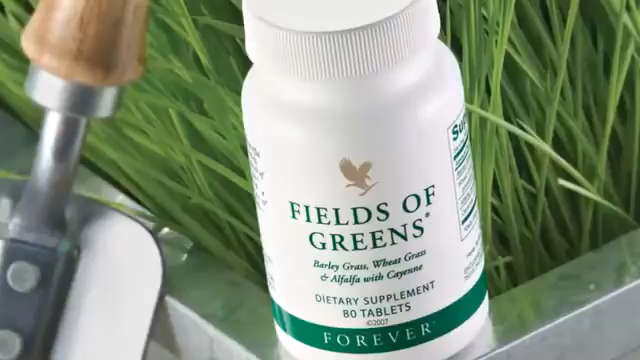 FIELDS OF
GREENS®
Barley Grass, Wheat Grass
& Alfalfa with Cayenne
DIETARY SUPPLEMENT
80 TABLETS
©2007
FOREVER